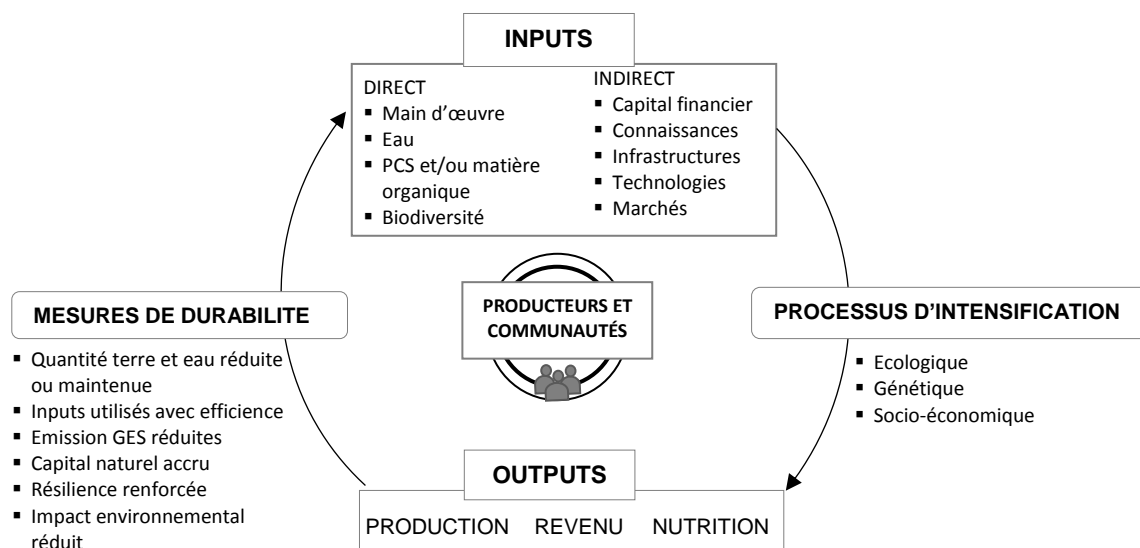 INPUTS
DIRECT
▪ Main d’œuvre
▪ Eau
▪ PCS et/ou matière
organique
▪ Biodiversité
INDIRECT
▪ Capital financier
▪ Connaissances
▪ Infrastructures
▪ Technologies
▪ Marchés
PRODUCTEURS ET
COMMUNAUTÉS
PROCESSUS D’INTENSIFICATION
▪ Ecologique
▪ Génétique
▪ Socio-économique
MESURES DE DURABILITE
▪ Quantité terre et eau réduite
ou maintenue
▪ Inputs utilisés avec efficience
▪ Emission GES réduites
▪ Capital naturel accru
▪ Résilience renforcée
▪ Impact environnemental
réduit
OUTPUTS
PRODUCTION REVENU NUTRITION